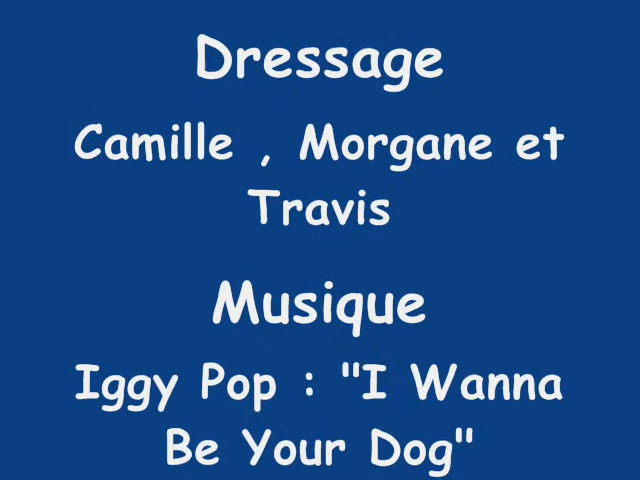 Dressage
Camille , Morgane et
Travis
Musique
Iggy Pop : "I Wanna
Be Your Dog"